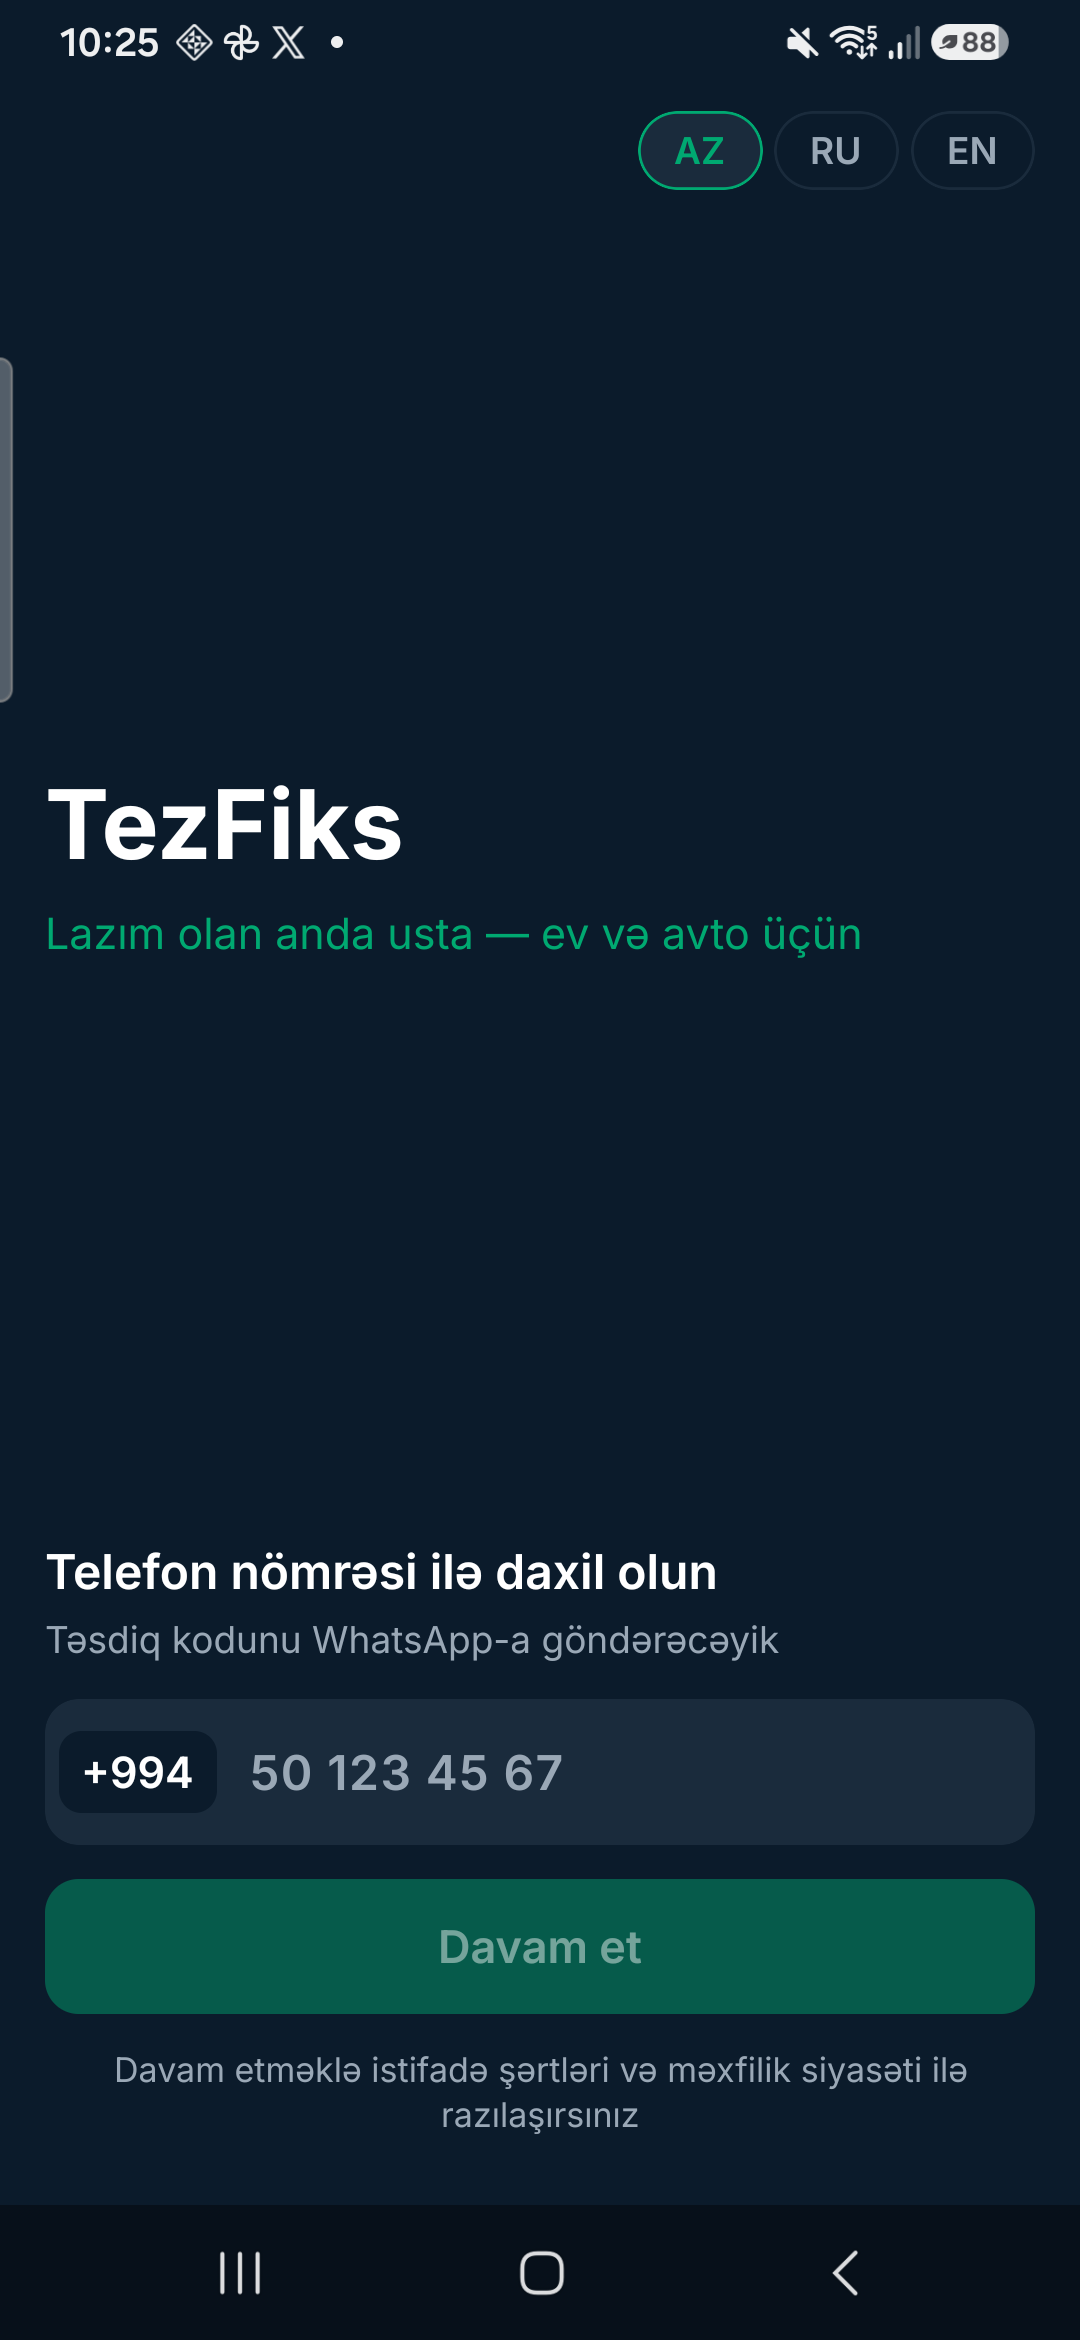 10:25
5
88
AZ
RU
EN
TezFiks
Lazım olan anda usta — ev və avto üçün
Telefon nömrəsi ilə daxil olun
Təsdiq kodunu WhatsApp-a göndərəcəyik
+994
50 123 45 67
Davam et
Davam etməklə istifadə şərtləri və məxfilik siyasəti ilə
razılaşırsınız